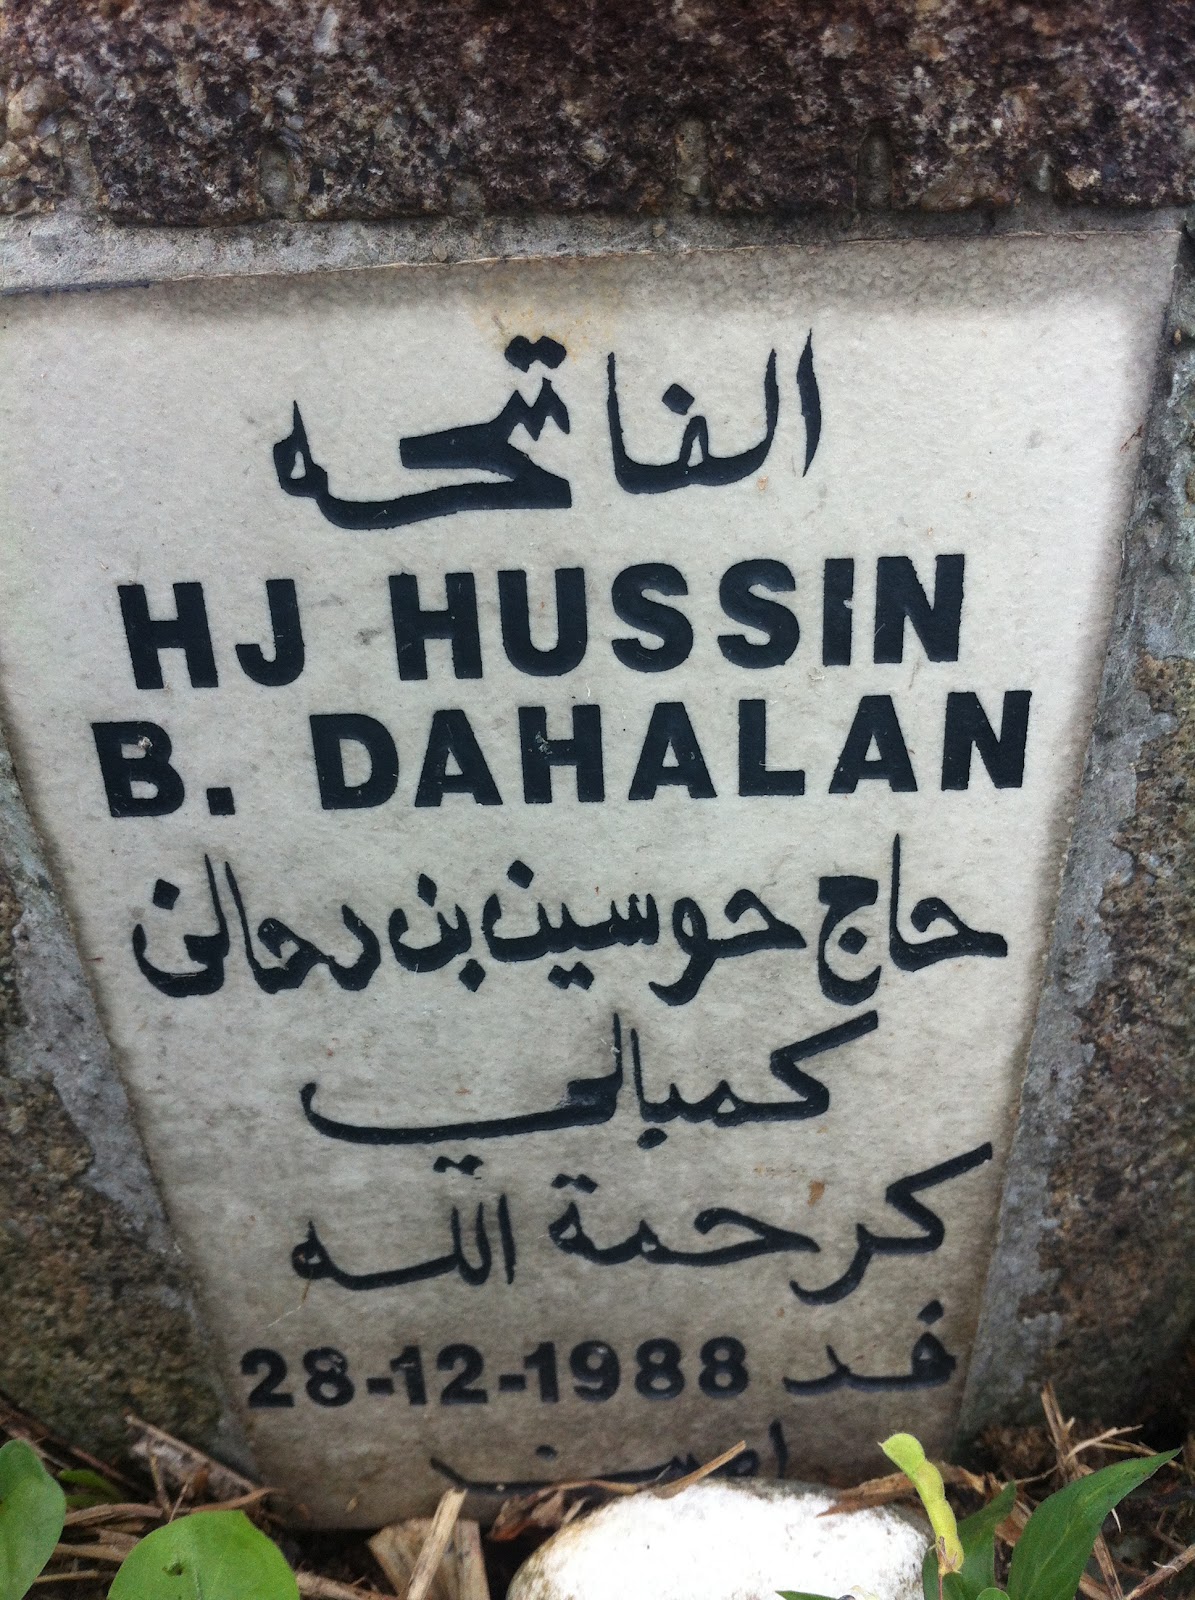 الفاتحه
HJ HUSSIN
B. DAHALAN
حاج حوسين بن دحالن
كمبالي
كرحمة الله
فد 28-12-1988